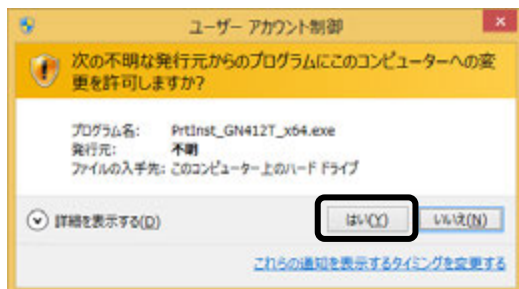 ユーザー アカウント制御
次の不明な発行元からのプログラムにこのコンピューターへの変
更を許可しますか?
プログラム名: PrtInst_GN412T_x64.exe
発行元: 不明
ファイルの入手先: このコンピューター上のハード ドライブ
詳細を表示する(D)
はい(Y) いいえ(N)
これらの通知を表示するタイミングを変更する